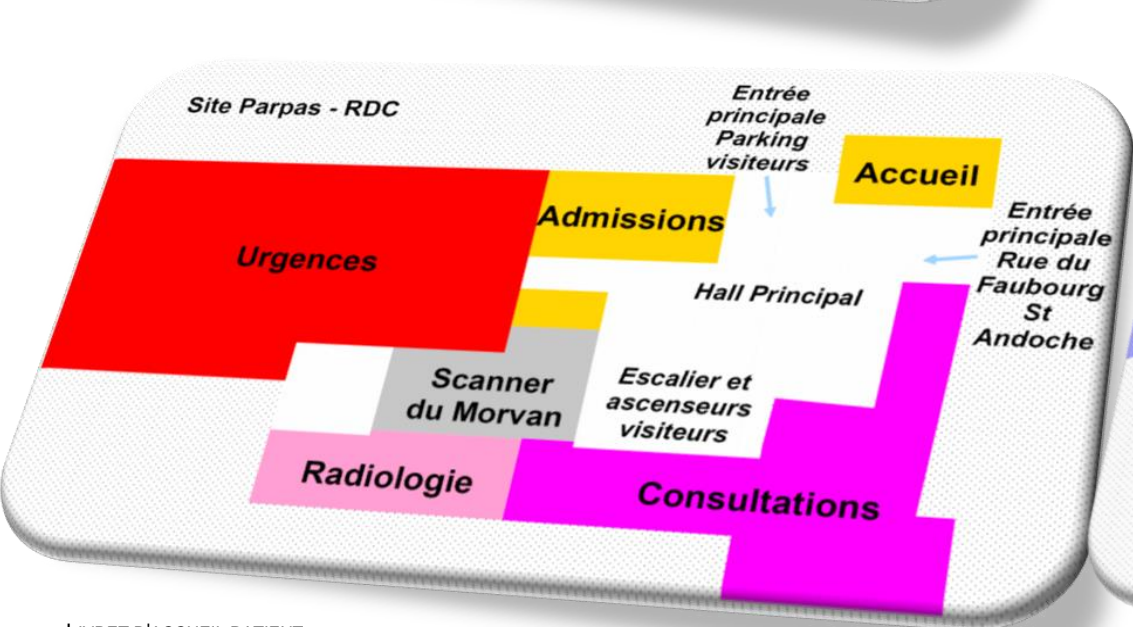 Site Parpas - RDC
Entrée
principale
Parking
visiteurs
Accueil
Admissions
Entrée
principale
Rue du
Faubourg
St
Andoche
Urgences
Hall Principal
Scanner
du Morvan
Escalier et
ascenseurs
visiteurs
Radiologie
Consultations